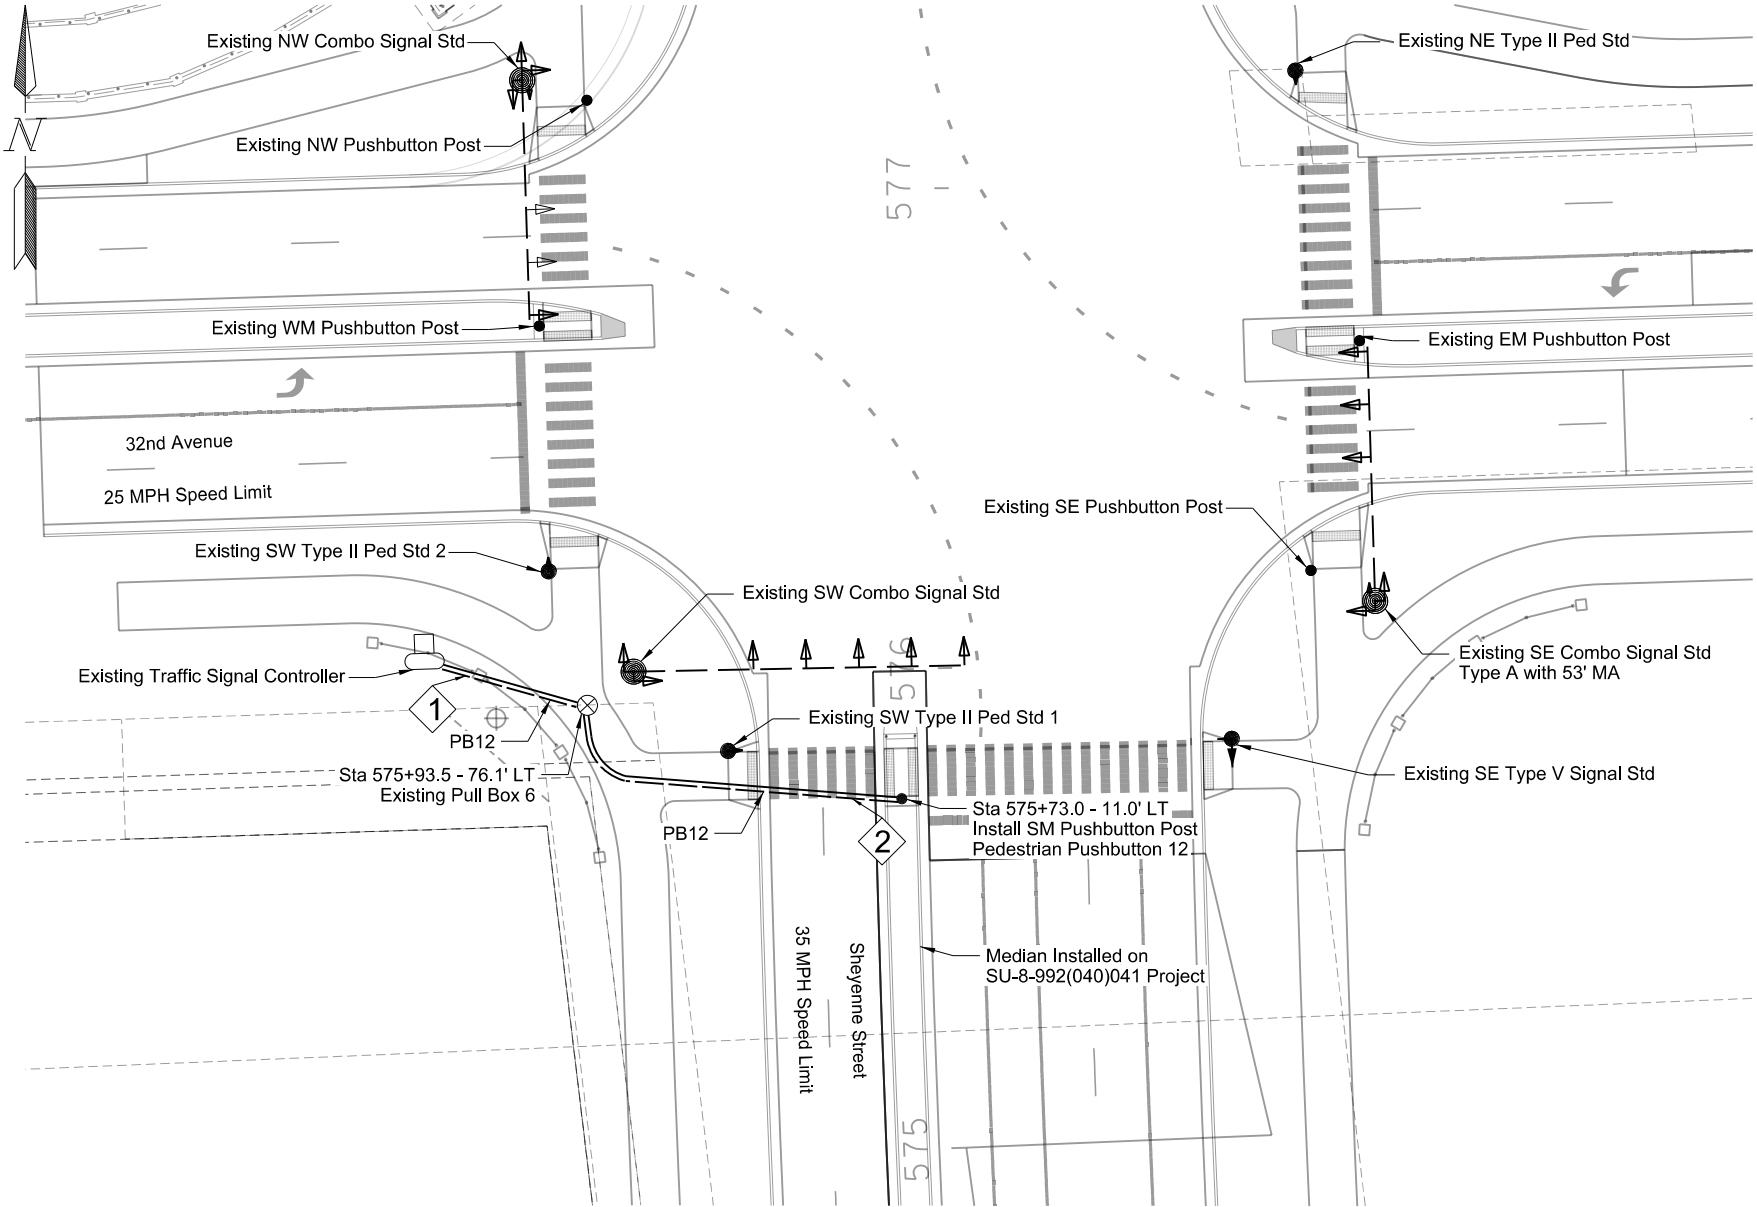 Existing NW Combo Signal Std
Existing NE Type II Ped Std
N
Existing NW Pushbutton Post
577
Existing WM Pushbutton Post
Existing EM Pushbutton Post
32nd Avenue
25 MPH Speed Limit
Existing SE Pushbutton Post
Existing SW Type II Ped Std 2
Existing SW Combo Signal Std
576
Existing SE Combo Signal Std
Type A with 53' MA
Existing Traffic Signal Controller
1
Existing SW Type II Ped Std 1
PB12
Sta 575+93.5 - 76.1' LT
Existing Pull Box 6
Existing SE Type V Signal Std
PB12
2
Sta 575+73.0 - 11.0' LT
Install SM Pushbutton Post
Pedestrian Pushbutton 12
35 MPH Speed Limit
Sheyenne Street
Median Installed on
SU-8-992(040)041 Project
575